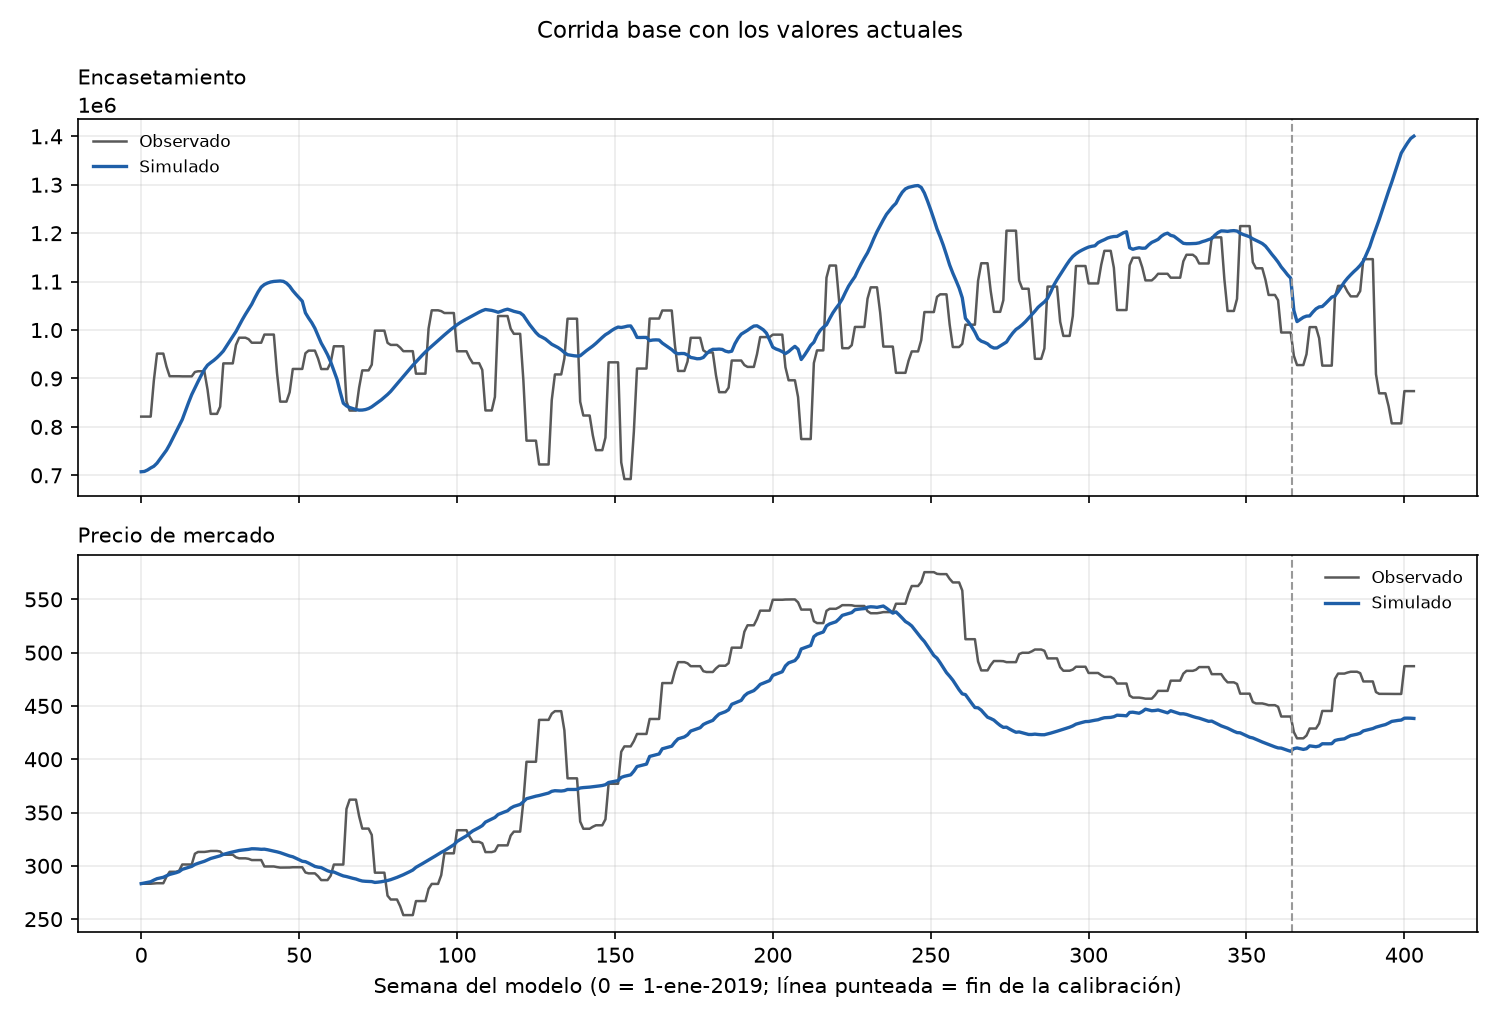 Corrida base con los valores actuales
Encasetamiento
1e6
1.4
1.3
1.2
1.1
1.0
0.9
0.8
0.7
Observado
Simulado
Precio de mercado
550
500
450
400
350
300
250
Observado
Simulado
0 50 100 150 200 250 300 350 400
Semana del modelo (0 = 1-ene-2019; línea punteada = fin de la calibración)